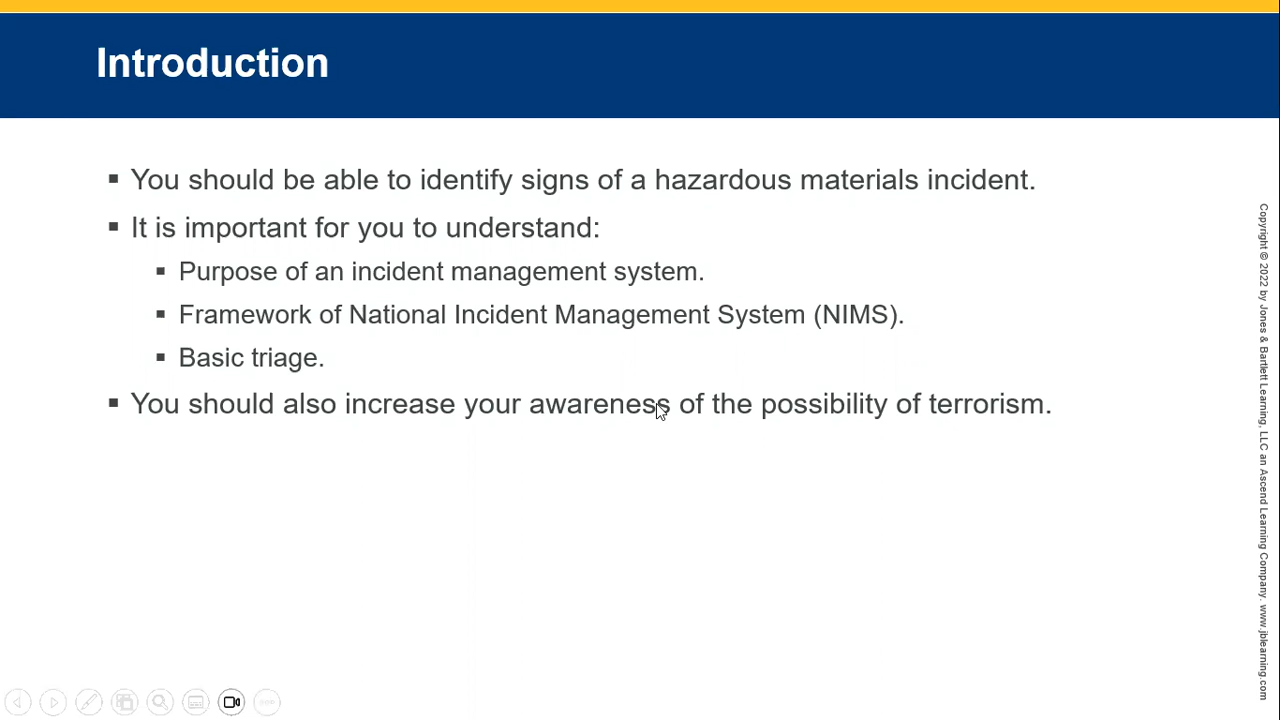 Introduction
You should be able to identify signs of a hazardous materials incident.
It is important for you to understand:
Purpose of an incident management system.
Framework of National Incident Management System (NIMS).
Basic triage.
You should also increase your awareness of the possibility of terrorism.
Copyright © 2022 by Jones & Bartlett Learning, LLC an Ascend Learning Company. www.jblearning.com